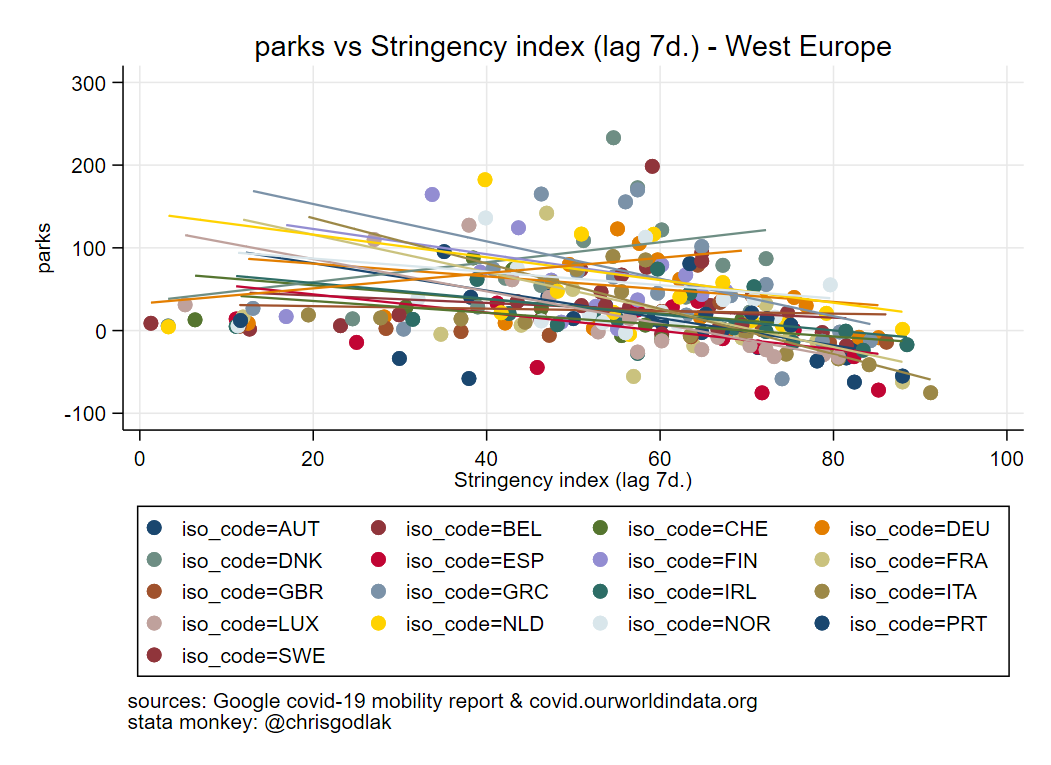 parks vs Stringency index (lag 7d.) - West Europe
300
200
100
0
-100
parks
0 20 40 60 80 100
Stringency index (lag 7d.)
iso_code=AUT iso_code=BEL iso_code=CHE iso_code=DEU
iso_code=DNK iso_code=ESP iso_code=FIN iso_code=FRA
iso_code=GBR iso_code=GRC iso_code=IRL iso_code=ITA
iso_code=LUX iso_code=NLD iso_code=NOR iso_code=PRT
iso_code=SWE
sources: Google covid-19 mobility report & covid.ourworldindata.org
stata monkey: @chrisgodlak